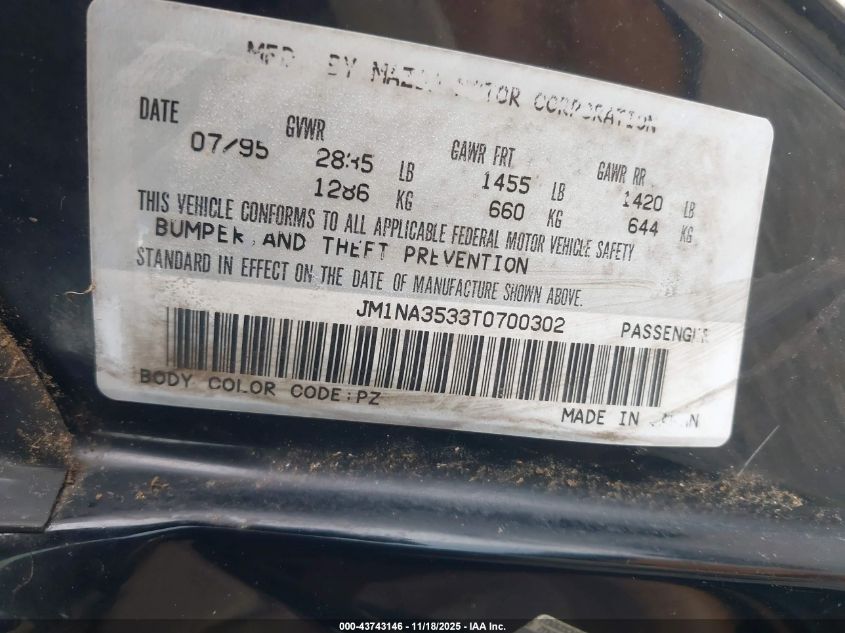 MFD BY MAZDA MOTOR CORPORATION
DATE GVWR GAWR FRT GAWR RR
07/95 2835 LB 1455 LB 1420 LB
1286 KG 660 KG 644 KG
THIS VEHICLE CONFORMS TO ALL APPLICABLE FEDERAL MOTOR VEHICLE SAFETY
BUMPER, AND THEFT PREVENTION
STANDARD IN EFFECT ON THE DATE OF MANUFACTURE SHOWN ABOVE.
JM1NA3533T0700302 PASSENGER
BODY COLOR CODE:PZ
MADE IN JAPAN
000-43743146 - 11/18/2025 - IAA Inc.